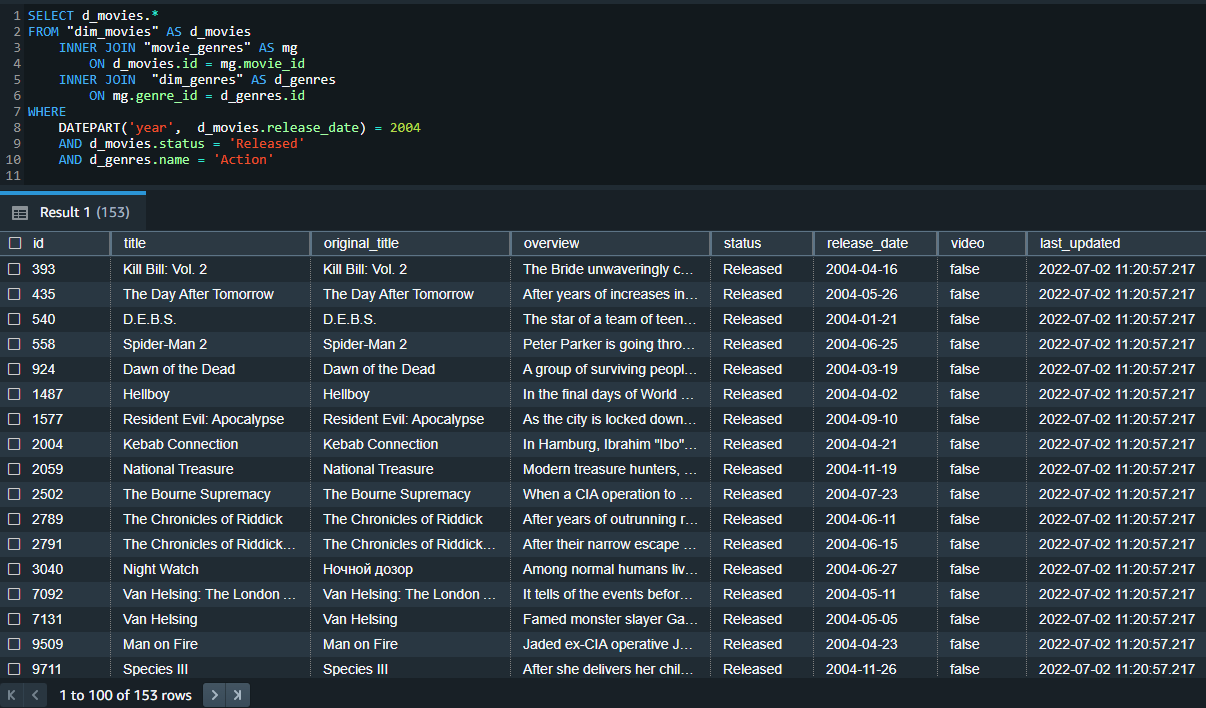 1 SELECT d_movies.*
2 FROM "dim_movies" AS d_movies
3 INNER JOIN "movie_genres" AS mg
4 ON d_movies.id = mg.movie_id
5 INNER JOIN  "dim_genres" AS d_genres
6 ON mg.genre_id = d_genres.id
7 WHERE
8 DATEPART('year',  d_movies.release_date) = 2004
9 AND d_movies.status = 'Released'
10 AND d_genres.name = 'Action'
11
Result 1 (153)
id title original_title overview status release_date video last_updated
393 Kill Bill: Vol. 2 Kill Bill: Vol. 2 The Bride unwaveringly c... Released 2004-04-16 false 2022-07-02 11:20:57.217
435 The Day After Tomorrow The Day After Tomorrow After years of increases in... Released 2004-05-26 false 2022-07-02 11:20:57.217
540 D.E.B.S. D.E.B.S. The star of a team of teen... Released 2004-01-21 false 2022-07-02 11:20:57.217
558 Spider-Man 2 Spider-Man 2 Peter Parker is going thro... Released 2004-06-25 false 2022-07-02 11:20:57.217
924 Dawn of the Dead Dawn of the Dead A group of surviving peopl... Released 2004-03-19 false 2022-07-02 11:20:57.217
1487 Hellboy Hellboy In the final days of World ... Released 2004-04-02 false 2022-07-02 11:20:57.217
1577 Resident Evil: Apocalypse Resident Evil: Apocalypse As the city is locked down... Released 2004-09-10 false 2022-07-02 11:20:57.217
2004 Kebab Connection Kebab Connection In Hamburg, Ibrahim "Ibo"... Released 2004-04-21 false 2022-07-02 11:20:57.217
2059 National Treasure National Treasure Modern treasure hunters, ... Released 2004-11-19 false 2022-07-02 11:20:57.217
2502 The Bourne Supremacy The Bourne Supremacy When a CIA operation to ... Released 2004-07-23 false 2022-07-02 11:20:57.217
2789 The Chronicles of Riddick The Chronicles of Riddick After years of outrunning r... Released 2004-06-11 false 2022-07-02 11:20:57.217
2791 The Chronicles of Riddick... The Chronicles of Riddick... After their narrow escape ... Released 2004-06-15 false 2022-07-02 11:20:57.217
3040 Night Watch Ночной дозор Among normal humans liv... Released 2004-06-27 false 2022-07-02 11:20:57.217
7092 Van Helsing: The London ... Van Helsing: The London ... It tells of the events befor... Released 2004-05-11 false 2022-07-02 11:20:57.217
7131 Van Helsing Van Helsing Famed monster slayer Ga... Released 2004-05-05 false 2022-07-02 11:20:57.217
9509 Man on Fire Man on Fire Jaded ex-CIA operative J... Released 2004-04-23 false 2022-07-02 11:20:57.217
9711 Species III Species III After she delivers her chil... Released 2004-11-26 false 2022-07-02 11:20:57.217
1 to 100 of 153 rows